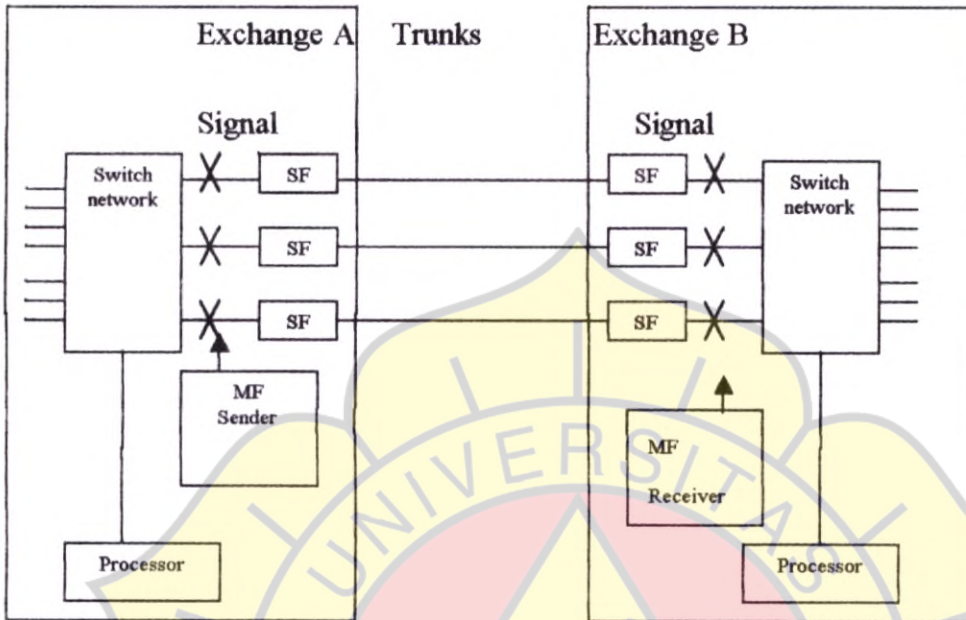 Exchange A
Trunks
Exchange B
Signal
Signal
Switch
network
SF
SF
Switch
network
SF
SF
SF
SF
MF
Sender
MF
Receiver
Processor
Processor
UNIVERSITAS